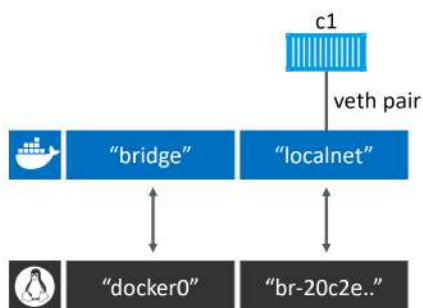 c1
veth pair
“bridge” “localnet”
“docker0” “br-20c2e..”